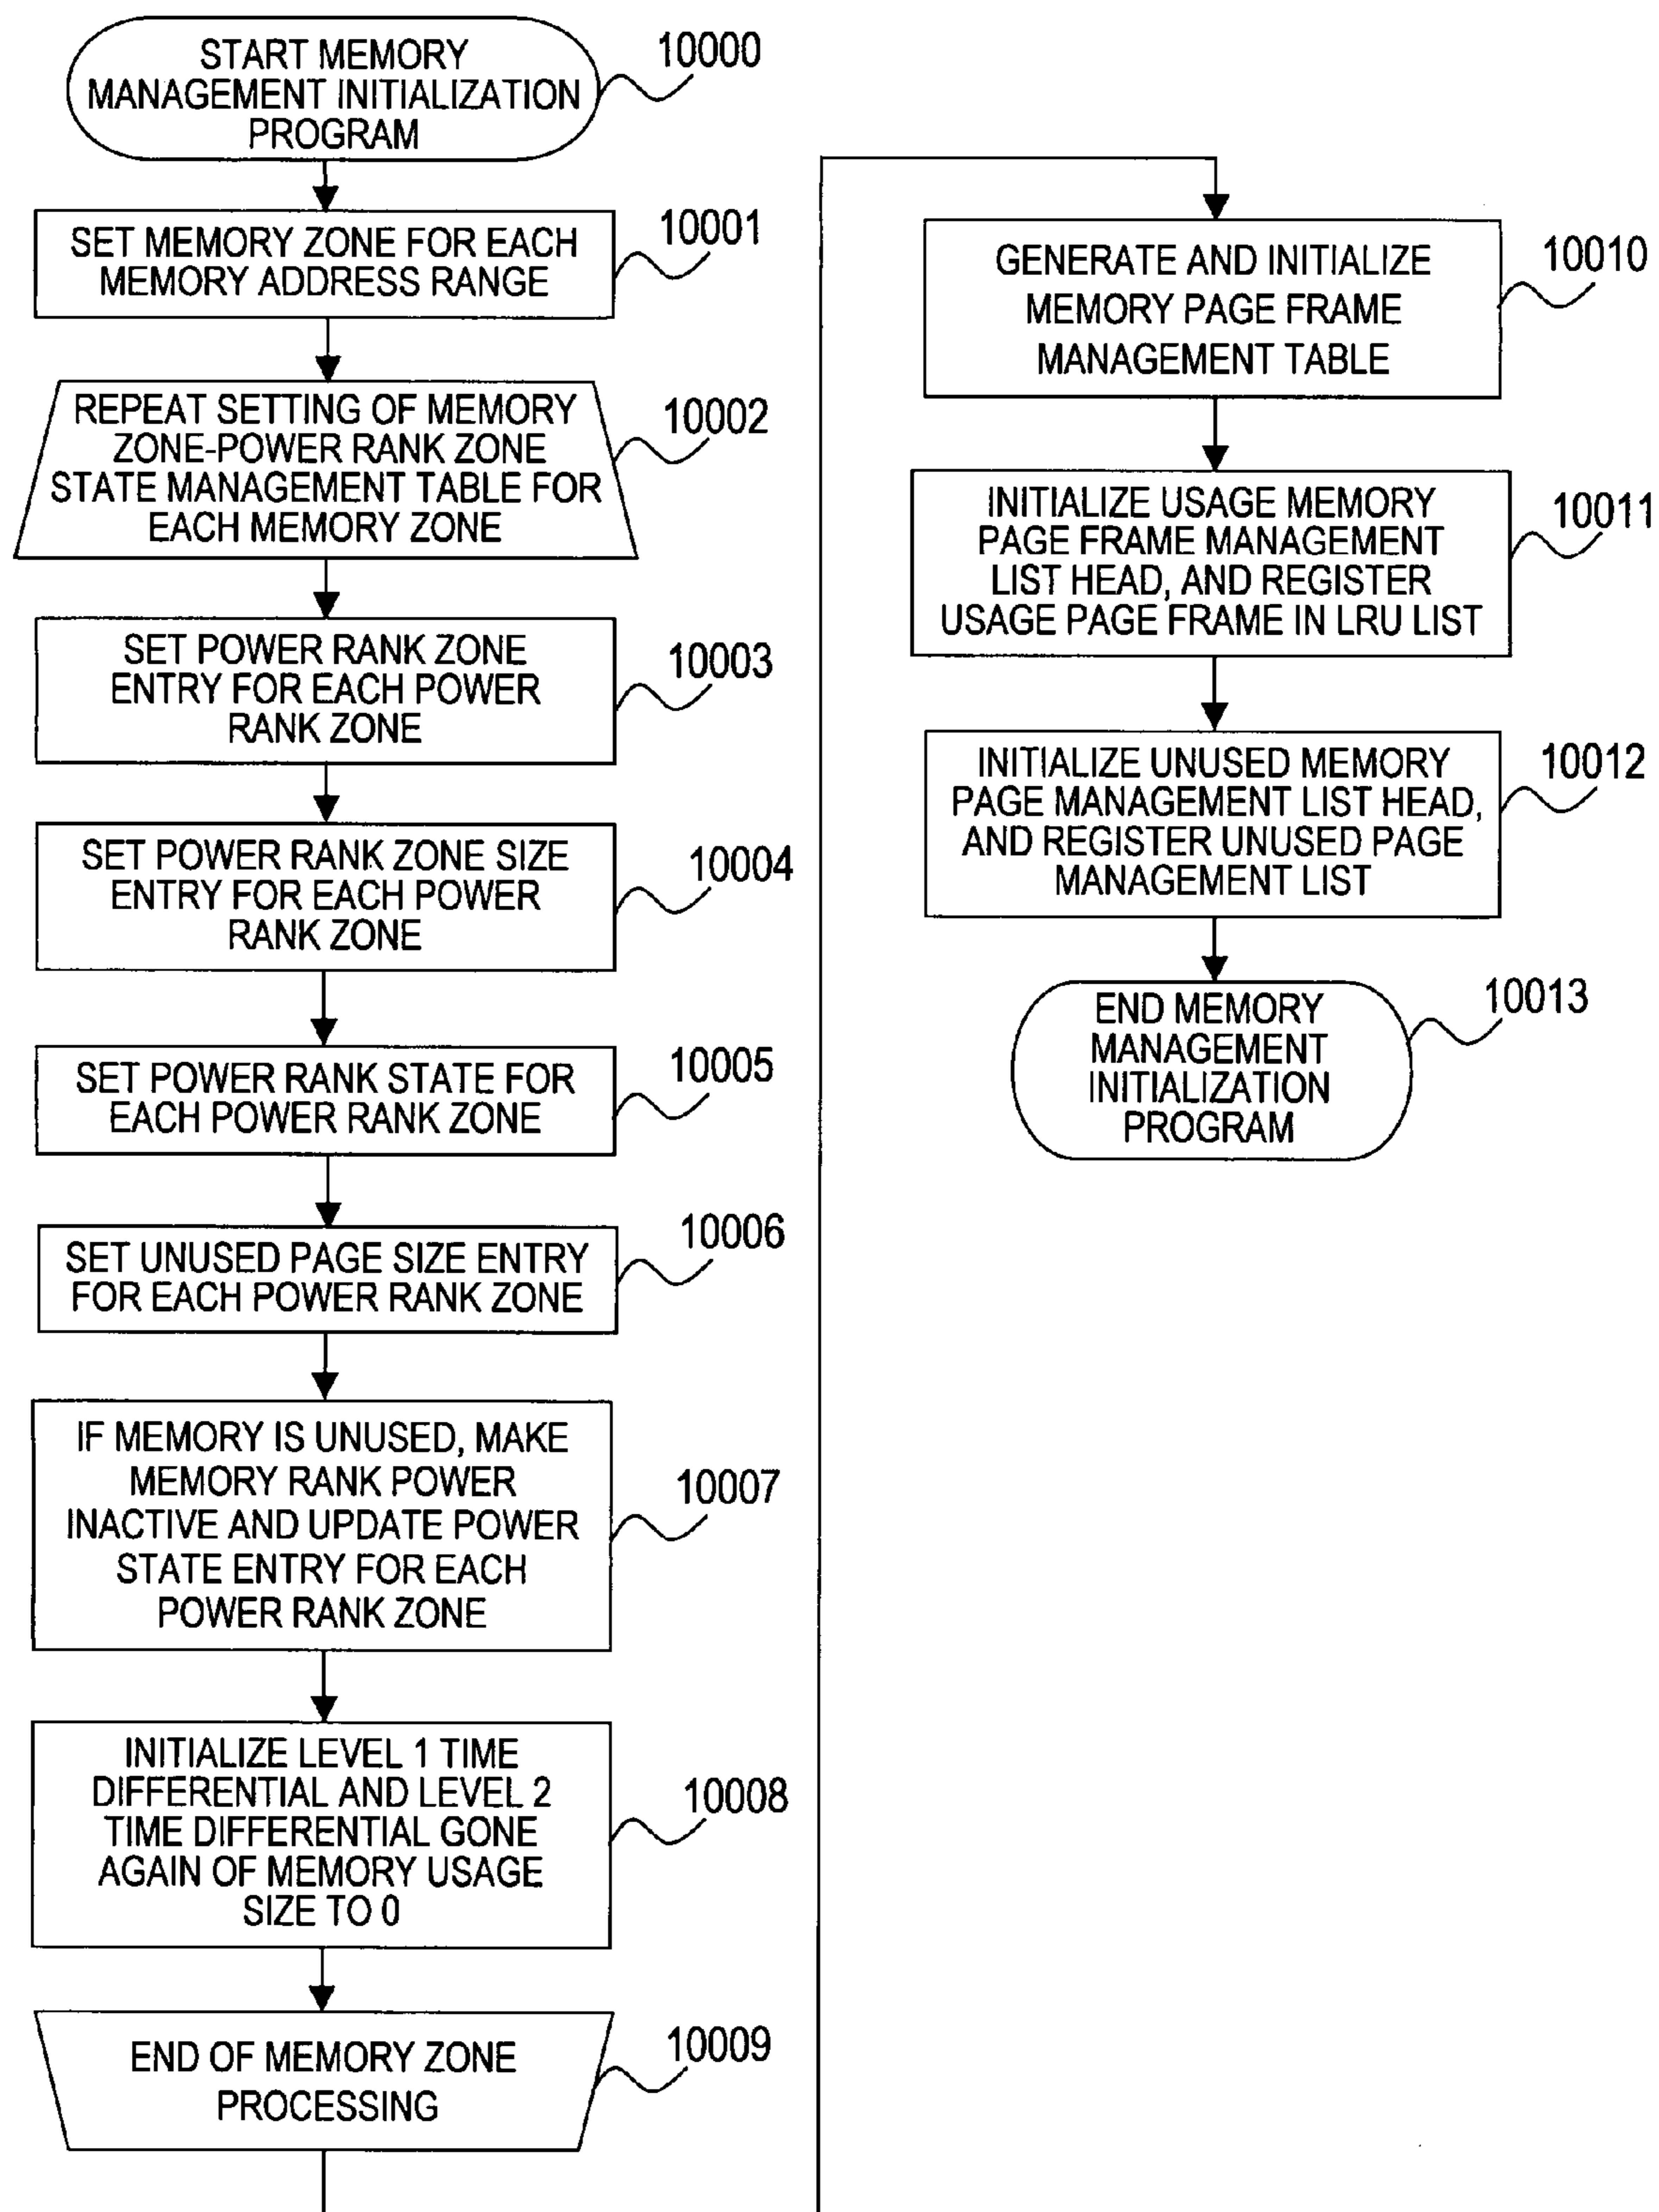 START MEMORY
MANAGEMENT INITIALIZATION
PROGRAM
10000
SET MEMORY ZONE FOR EACH
MEMORY ADDRESS RANGE
10001
REPEAT SETTING OF MEMORY
ZONE-POWER RANK ZONE
STATE MANAGEMENT TABLE FOR
EACH MEMORY ZONE
10002
SET POWER RANK ZONE
ENTRY FOR EACH POWER
RANK ZONE
10003
SET POWER RANK ZONE SIZE
ENTRY FOR EACH POWER
RANK ZONE
10004
SET POWER RANK STATE FOR
EACH POWER RANK ZONE
10005
SET UNUSED PAGE SIZE ENTRY
FOR EACH POWER RANK ZONE
10006
IF MEMORY IS UNUSED, MAKE
MEMORY RANK POWER
INACTIVE AND UPDATE POWER
STATE ENTRY FOR EACH
POWER RANK ZONE
10007
INITIALIZE LEVEL 1 TIME
DIFFERENTIAL AND LEVEL 2
TIME DIFFERENTIAL GONE
AGAIN OF MEMORY USAGE
SIZE TO 0
10008
END OF MEMORY ZONE
PROCESSING
10009
GENERATE AND INITIALIZE
MEMORY PAGE FRAME
MANAGEMENT TABLE
10010
INITIALIZE USAGE MEMORY
PAGE FRAME MANAGEMENT
LIST HEAD, AND REGISTER
USAGE PAGE FRAME IN LRU LIST
10011
INITIALIZE UNUSED MEMORY
PAGE MANAGEMENT LIST HEAD,
AND REGISTER UNUSED PAGE
MANAGEMENT LIST
10012
END MEMORY
MANAGEMENT
INITIALIZATION
PROGRAM
10013